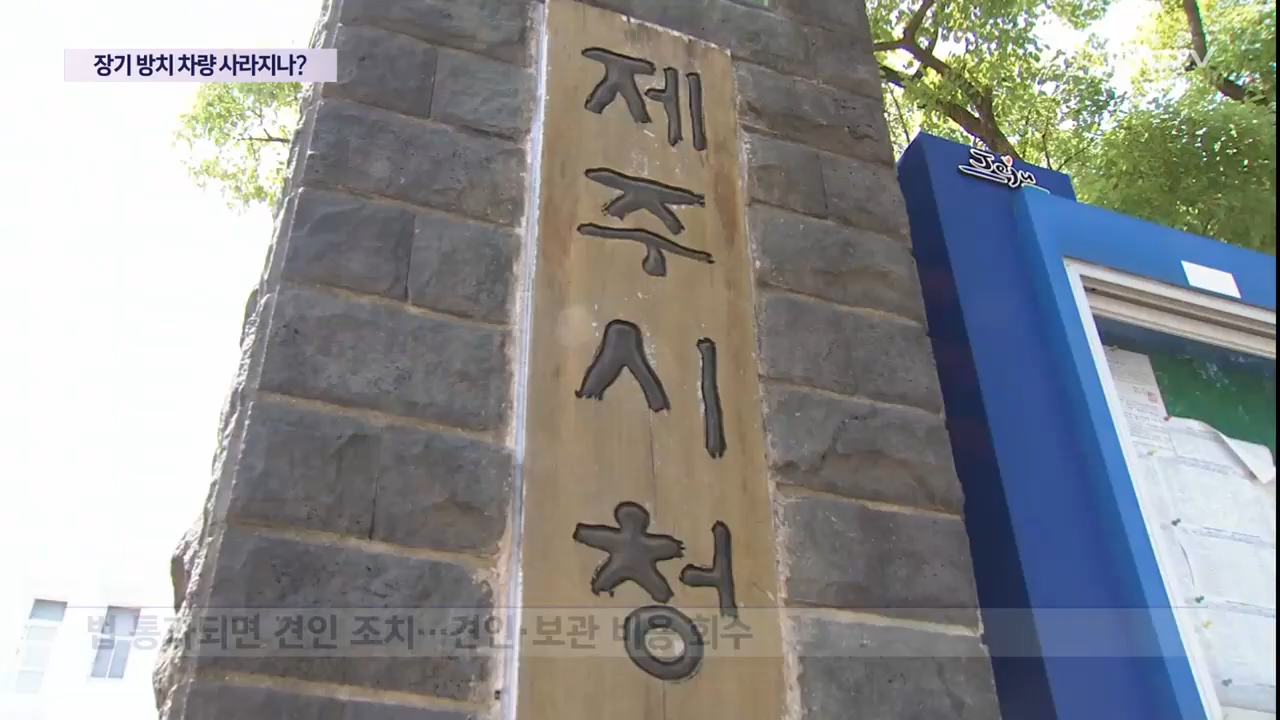 장기 방치 차량 사라지나?
제주시청
Jeju
법 통과되면 견인 조치…견인·보관 비용 회수